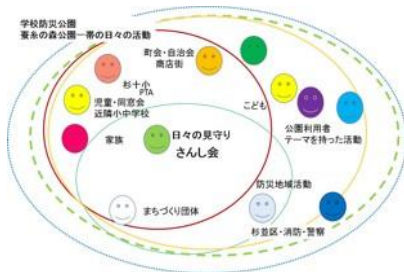 学校防災公園
蚕糸の森公園一帯の日々の活動
町会・自治会
商店街
杉十小
PTA
児童・同窓会
近隣小中学校
こども
公園利用者
テーマを持った活動
家族
日々の見守り
さんし会
防災地域活動
まちづくり団体
杉並区・消防・警察